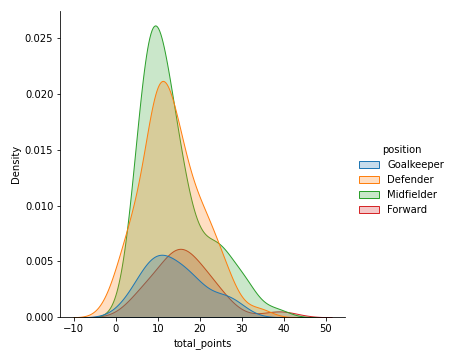 0.025
0.020
0.015
0.010
0.005
0.000
Density
−10
0
10
20
30
40
50
total_points
position
Goalkeeper
Defender
Midfielder
Forward